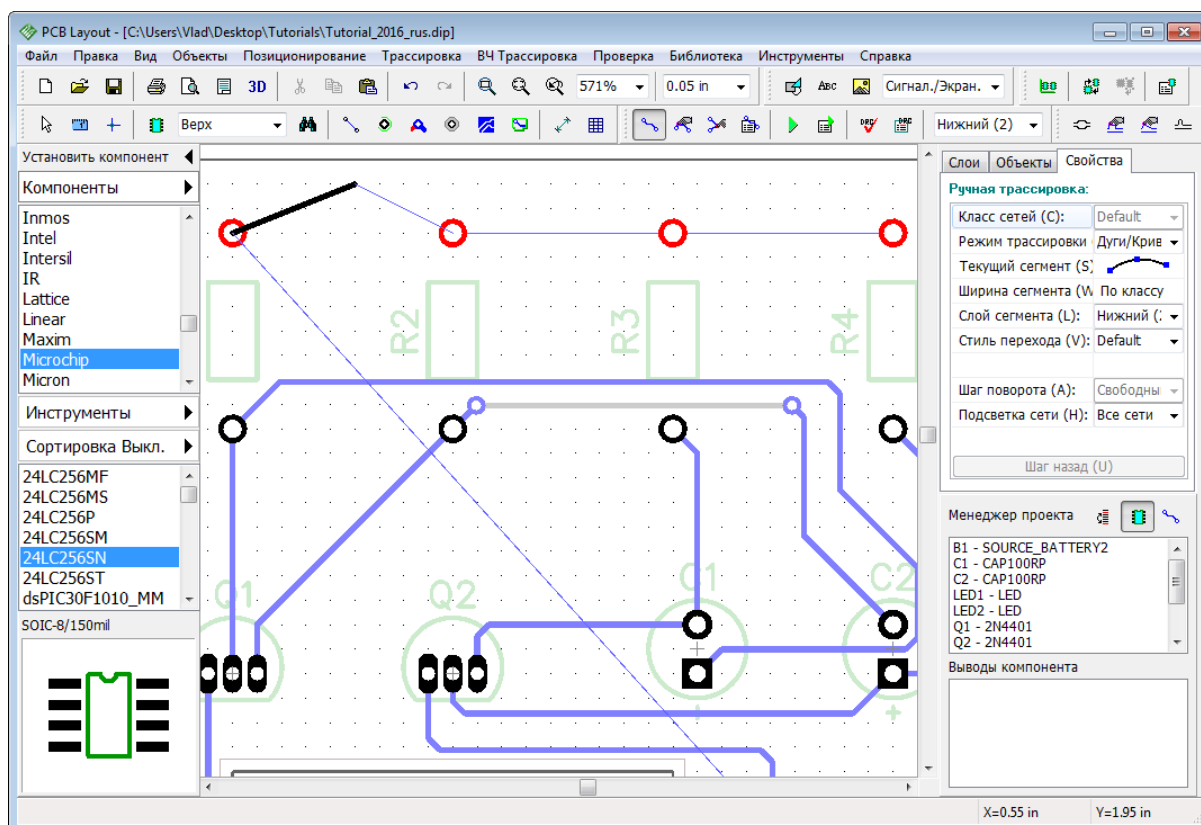 PCB Layout - [C:\Users\Vlad\Desktop\Tutorials\Tutorial_2016_rus.dip]
Файл Правка Вид Объекты Позиционирование Трассировка ВЧ Трассировка Проверка Библиотека Инструменты Справка
3D 571% 0.05 in ABC Сигнал./Экран.
Верх DRC DRC Нижний (2)
Установить компонент
Компоненты
Inmos
Intel
Intersil
IR
Lattice
Linear
Maxim
Microchip
Micron
Инструменты
Сортировка Выкл.
24LC256MF
24LC256MS
24LC256P
24LC256SM
24LC256SN
24LC256ST
dsPIC30F1010_MM
SOIC-8/150mil
R2 R3 R4
C1 C2
Q1 Q2
Слои Объекты Свойства
Ручная трассировка:
Класс сетей (C): Default
Режим трассировки Дуги/Крив
Текущий сегмент (S)
Ширина сегмента (W По классу
Слой сегмента (L): Нижний (
Стиль перехода (V): Default
Шаг поворота (A): Свободны
Подсветка сети (H): Все сети
Шаг назад (U)
Менеджер проекта
B1 - SOURCE_BATTERY2
C1 - CAP100RP
C2 - CAP100RP
LED1 - LED
LED2 - LED
Q1 - 2N4401
Q2 - 2N4401
Выводы компонента
X=0.55 in Y=1.95 in